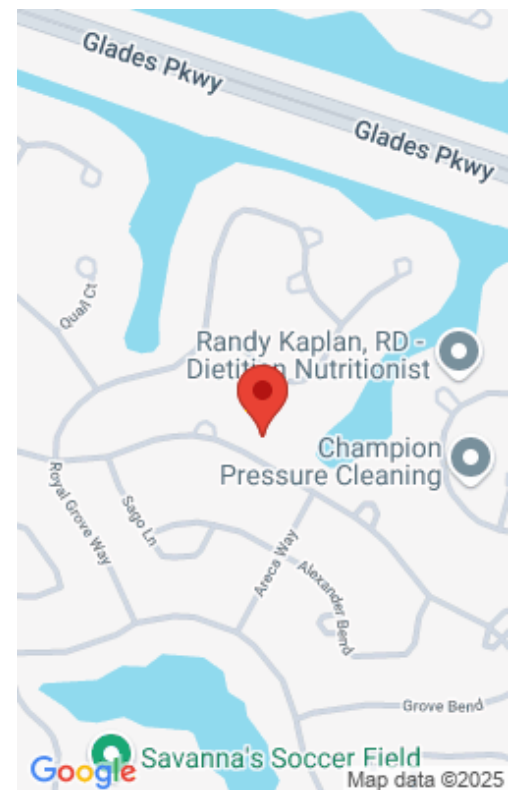 Glades Pkwy
Glades Pkwy
Quail Ct
Randy Kaplan, RD -
Dietitian Nutritionist
Champion
Pressure Cleaning
Royal Grove Way
Sago Ln
Areca Way
Alexander Bend
Grove Bend
Savanna's Soccer Field
Google
Map data ©2025